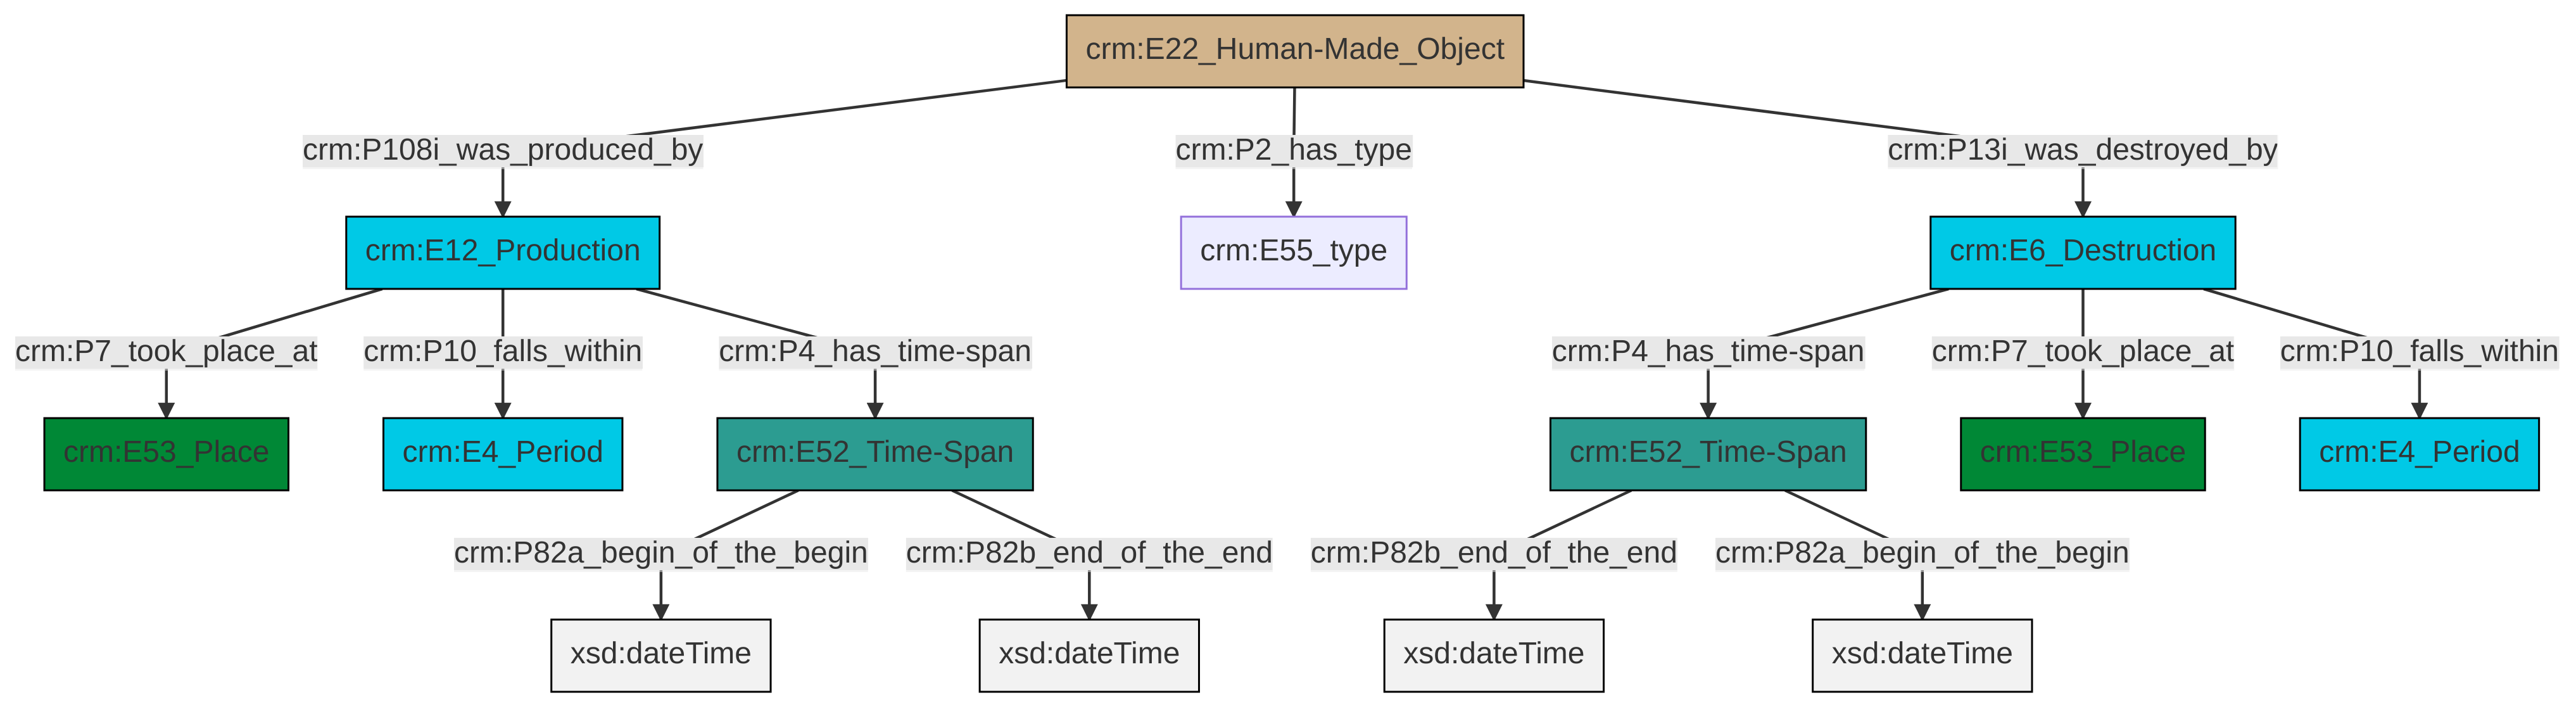 crm:E22_Human-Made_Object
crm:P108i_was_produced_by
crm:P2_has_type
crm:P13i_was_destroyed_by
crm:E12_Production
crm:E55_type
crm:E6_Destruction
crm:P7_took_place_at
crm:P10_falls_within
crm:P4_has_time-span
crm:P4_has_time-span
crm:P7_took_place_at
crm:P10_falls_within
crm:E53_Place
crm:E4_Period
crm:E52_Time-Span
crm:E52_Time-Span
crm:E53_Place
crm:E4_Period
crm:P82a_begin_of_the_begin
crm:P82b_end_of_the_end
crm:P82b_end_of_the_end
crm:P82a_begin_of_the_begin
xsd:dateTime
xsd:dateTime
xsd:dateTime
xsd:dateTime